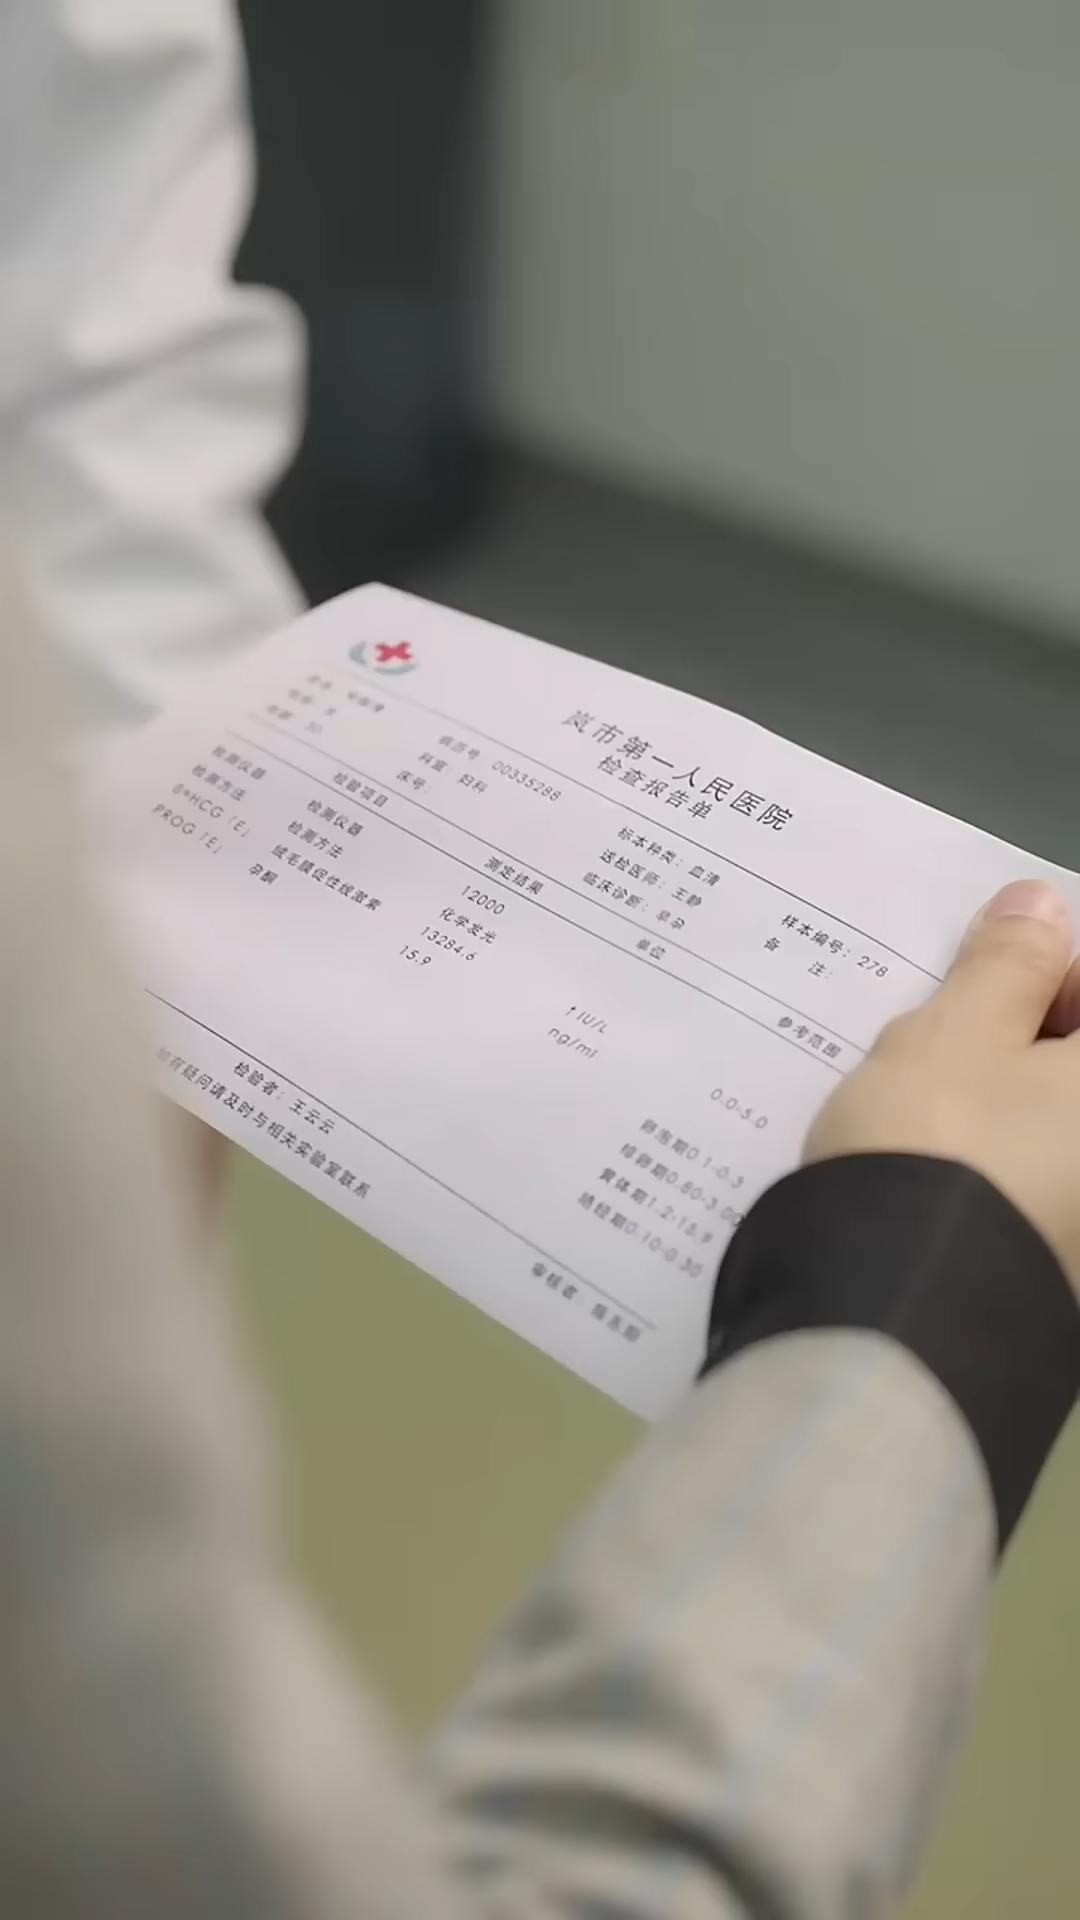 岚市第一人民医院
检查报告单
病历号 00335288 标本种类：血清 样本编号：278
科室：妇科 送检医师：王静 备 注：
床号： 临床诊断：早孕
检验项目 测定结果 单位 参考范围
检测仪器 检测仪器 12000
检测方法 检测方法 化学发光
β*HCG「E」 绒毛膜促性线激素 13284.6 ↑IU/L 0.0-5.0
PROG「E」 孕酮 15.9 ng/ml 卵泡期0.1-0.3
排卵期0.80-3.00
黄体期1.2-15.9
绝经期0.10-0.30
检验者：王云云 审核者：
如有疑问请及时与相关实验室联系